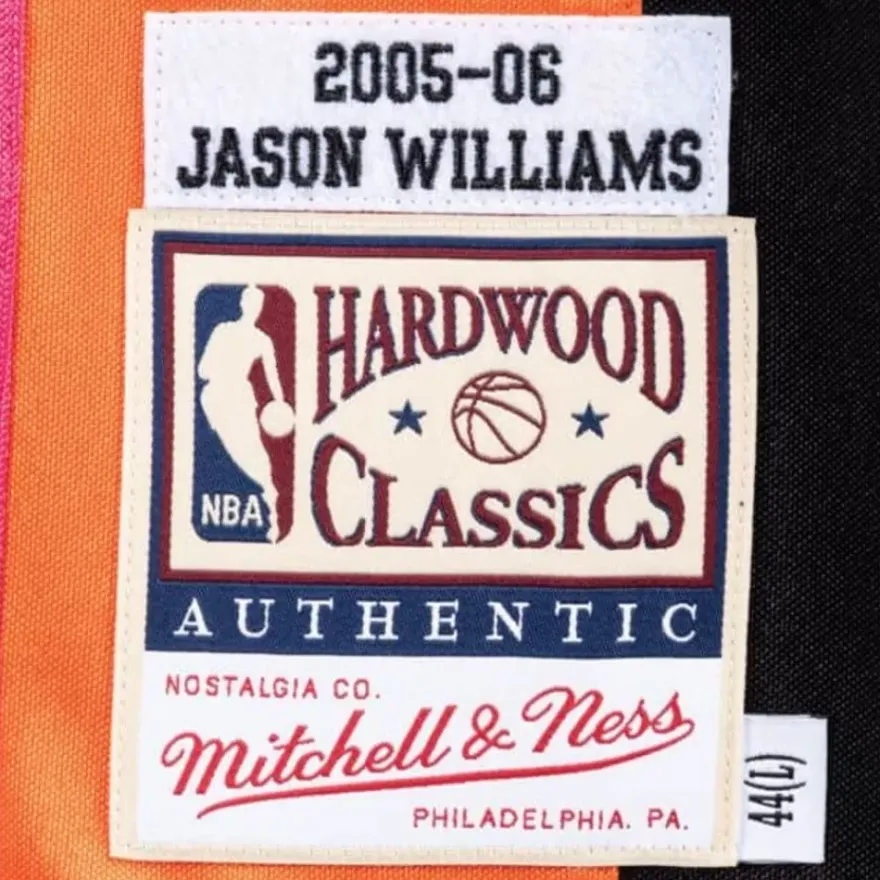 2005-06
JASON WILLIAMS
HARDWOOD
CLASSICS
NBA
AUTHENTIC
NOSTALGIA CO.
Mitchell & Ness
PHILADELPHIA. PA.
44(L)